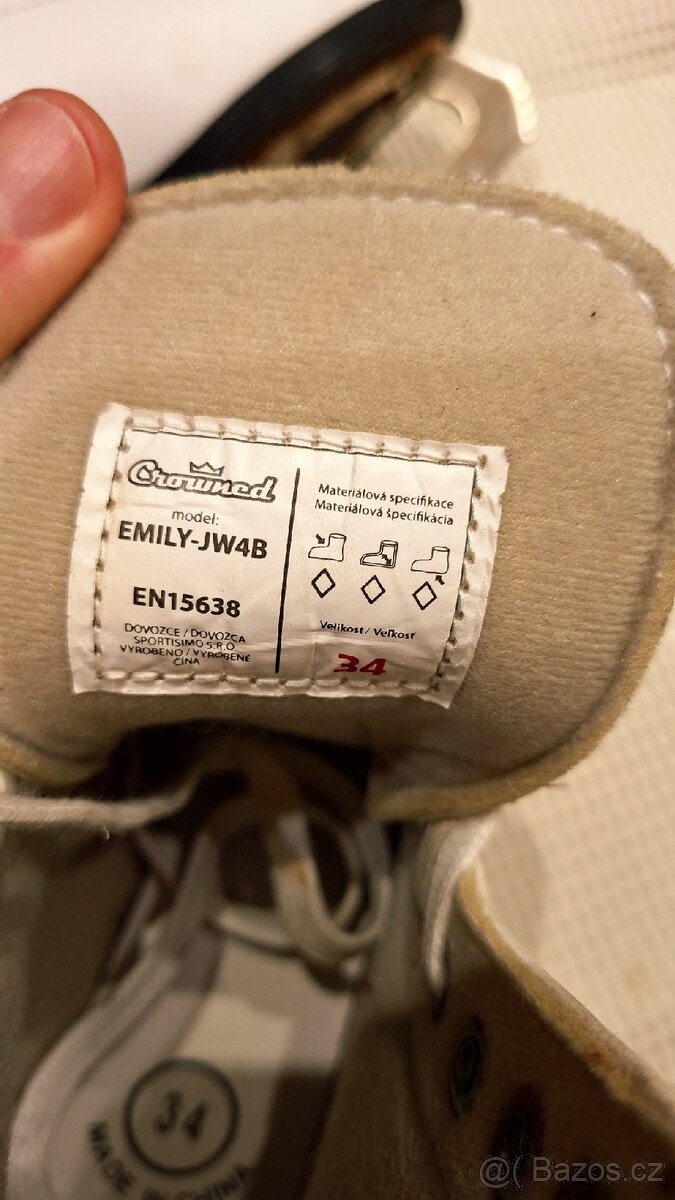 Crowned
model:
EMILY-JW4B
EN15638
DOVOZCE / DOVOZCA
SPORTISIMO S.R.O
VYROBENO / VYROBENÉ
ČÍNA
Materiálová specifikace
Materiálová špecifikácia
Velikost / Veľkosť
34
34
MADE IN CHINA
@( Bazos.cz